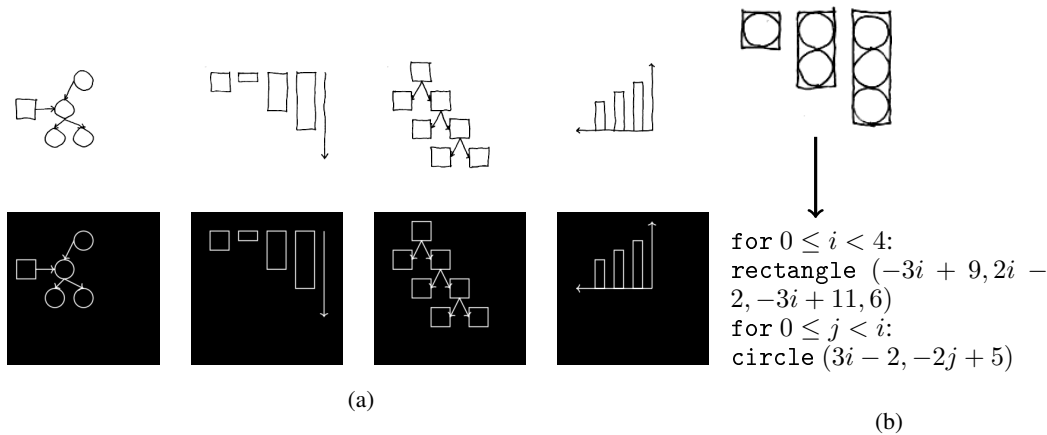 for 0 ≤ i < 4:
rectangle (−3i + 9, 2i −
2, −3i + 11, 6)
for 0 ≤ j < i:
circle (3i − 2, −2j + 5)
(a)
(b)